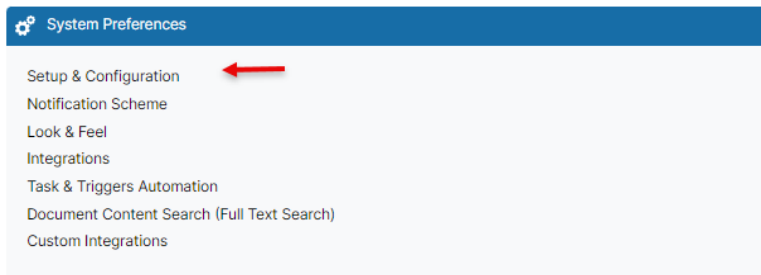 System Preferences
Setup & Configuration
Notification Scheme
Look & Feel
Integrations
Task & Triggers Automation
Document Content Search (Full Text Search)
Custom Integrations